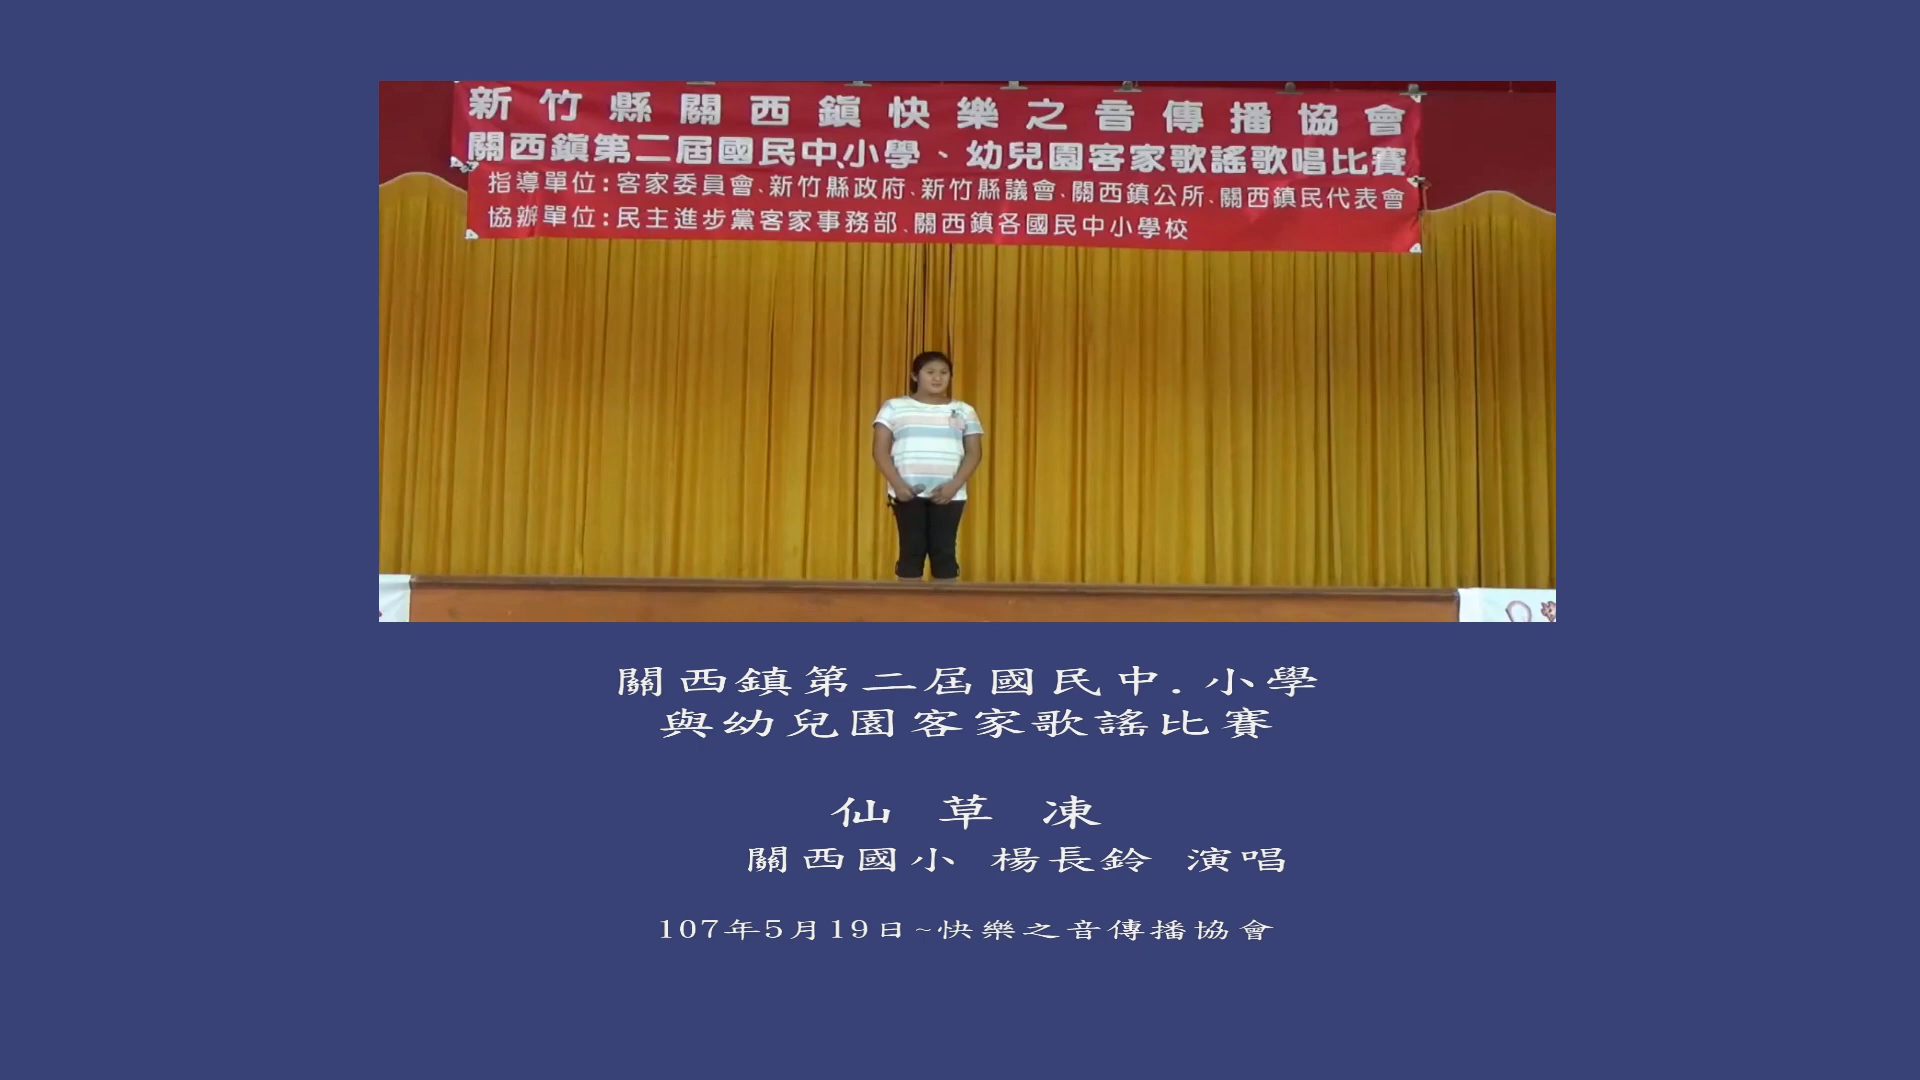 新竹縣關西鎮快樂之音傳播協會
關西鎮第二屆國民中、小學、幼兒園客家歌謠歌唱比賽
指導單位:客家委員會、新竹縣政府、新竹縣議會、關西鎮公所、關西鎮民代表會
協辦單位:民主進步黨客家事務部、關西鎮各國民中小學校
關西鎮第二屆國民中.小學
與幼兒園客家歌謠比賽
仙草凍
關西國小 楊長鈴 演唱
107年5月19日~快樂之音傳播協會